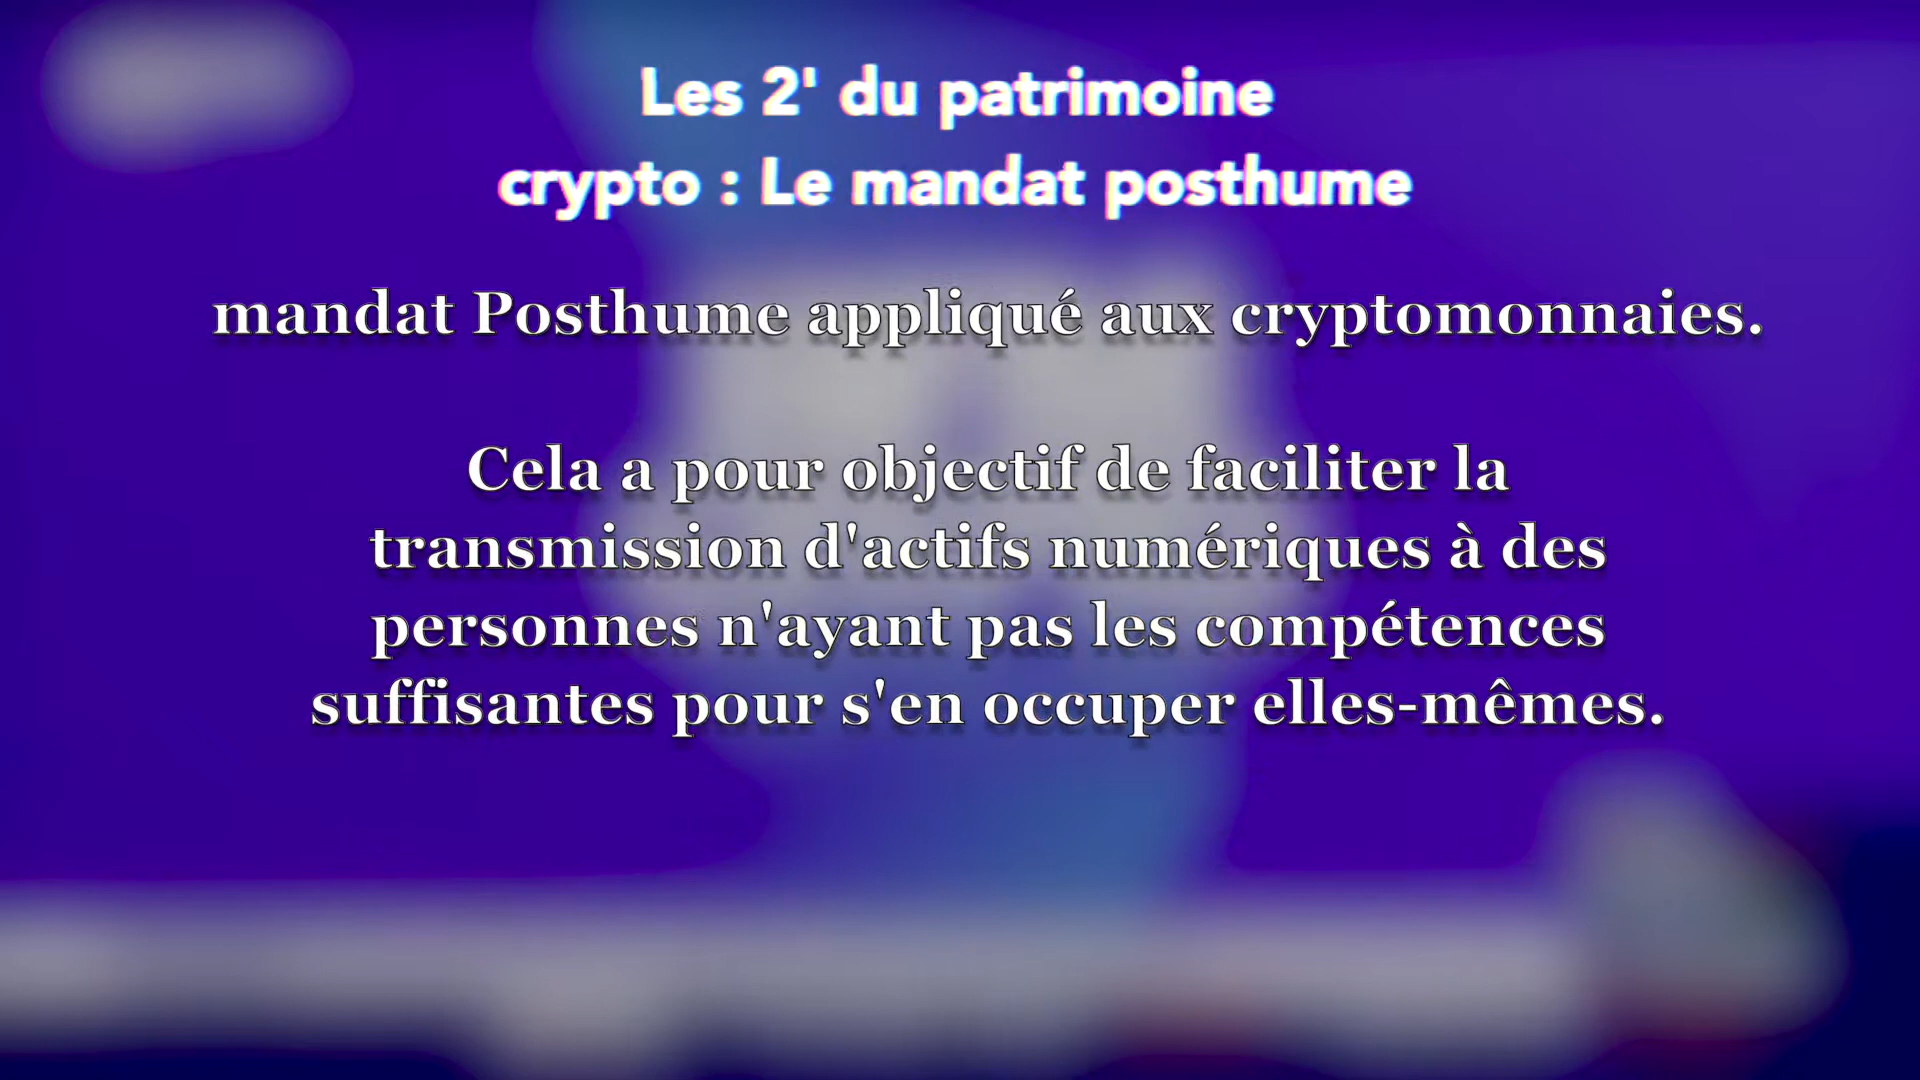 Les 2' du patrimoine
crypto : Le mandat posthume
mandat Posthume appliqué aux cryptomonnaies.
Cela a pour objectif de faciliter la
transmission d'actifs numériques à des
personnes n'ayant pas les compétences
suffisantes pour s'en occuper elles-mêmes.